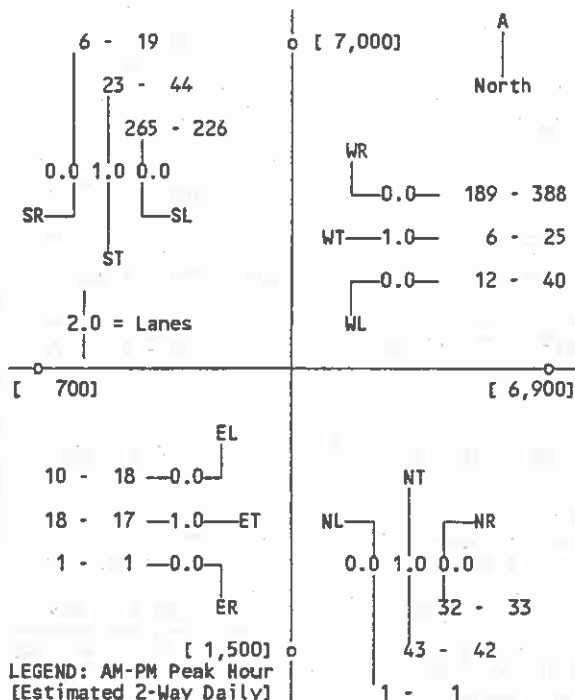 A
6 - 19
[ 7,000]
North
23 - 44
265 - 226
WR
0.0 1.0 0.0
0.0 189 - 388
SR SL
WT 1.0 6 - 25
ST
0.0 12 - 40
2.0 = Lanes
WL
[ 700]
[ 6,900]
EL
10 - 18 0.0
NT
18 - 17 1.0 ET
NL NR
1 - 1 0.0
0.0 1.0 0.0
ER
32 - 33
[ 1,500]
43 - 42
LEGEND: AM-PM Peak Hour
[Estimated 2-Way Daily]
1 - 1